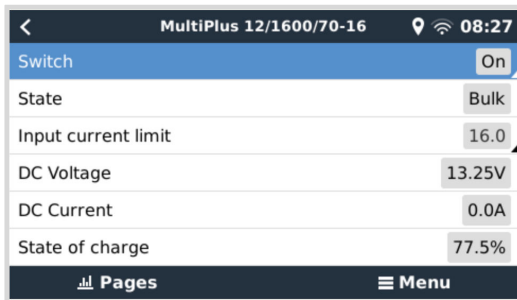 MultiPlus 12/1600/70-16 08:27
Switch On
State Bulk
Input current limit 16.0
DC Voltage 13.25V
DC Current 0.0A
State of charge 77.5%
Pages Menu